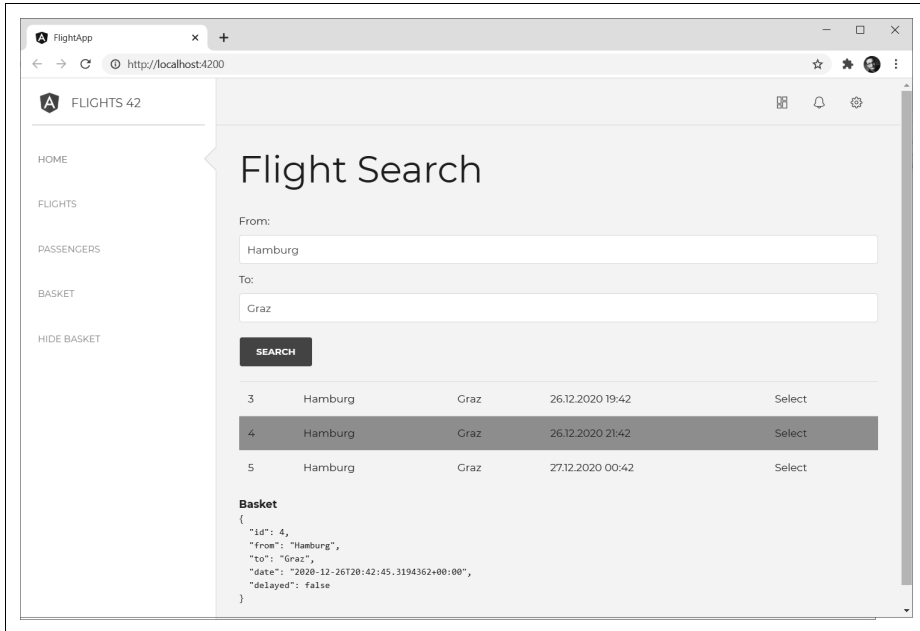 FlightApp
http://localhost:4200
FLIGHTS 42
HOME
FLIGHTS
PASSENGERS
BASKET
HIDE BASKET
Flight Search
From:
Hamburg
To:
Graz
SEARCH
3 Hamburg Graz 26.12.2020 19:42 Select
4 Hamburg Graz 26.12.2020 21:42 Select
5 Hamburg Graz 27.12.2020 00:42 Select
Basket
{
"id": 4,
"from": "Hamburg",
"to": "Graz",
"date": "2020-12-26T20:42:45.3194362+00:00",
"delayed": false
}